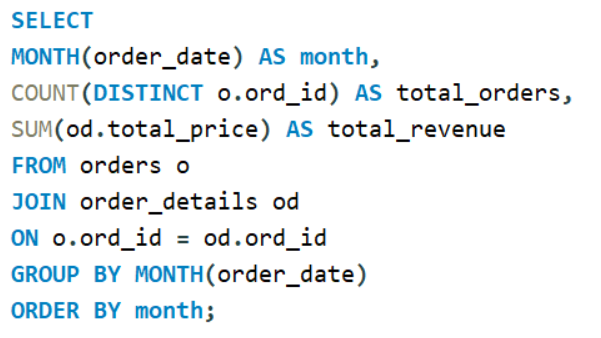 SELECT
MONTH(order_date) AS month,
COUNT(DISTINCT o.ord_id) AS total_orders,
SUM(od.total_price) AS total_revenue
FROM orders o
JOIN order_details od
ON o.ord_id = od.ord_id
GROUP BY MONTH(order_date)
ORDER BY month;